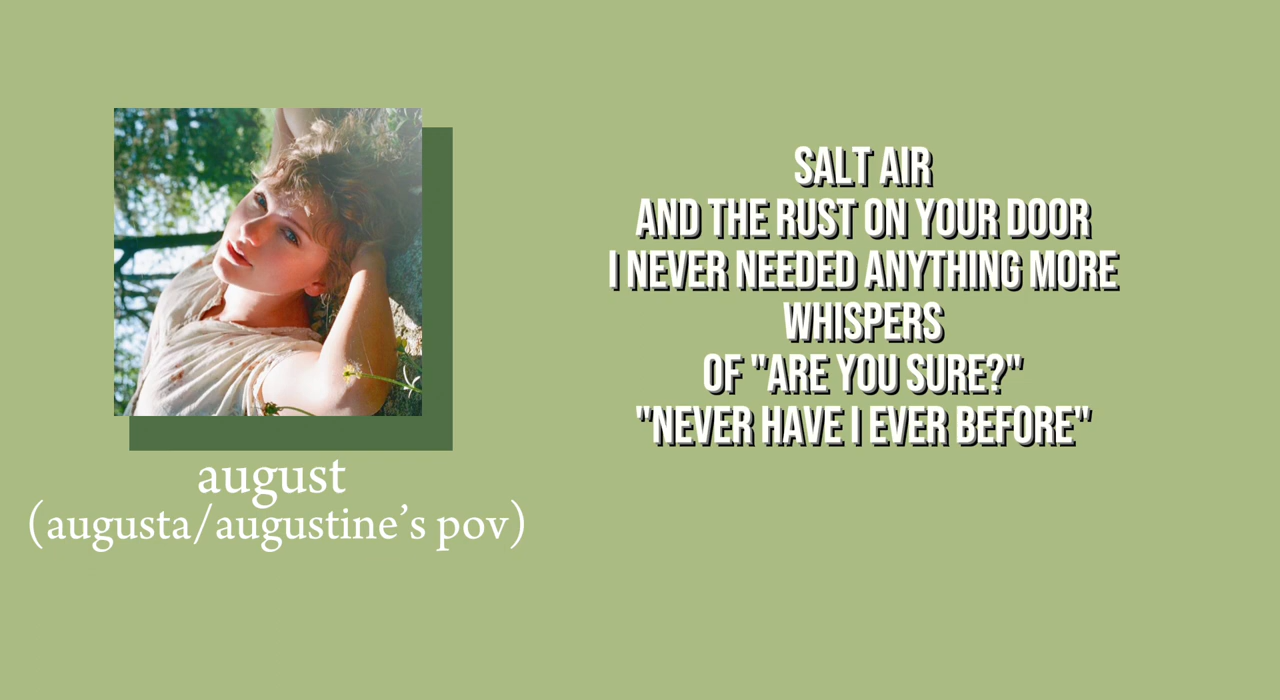 august
(augusta/augustine’s pov)
SALT AIR
AND THE RUST ON YOUR DOOR
I NEVER NEEDED ANYTHING MORE
WHISPERS
OF "ARE YOU SURE?"
"NEVER HAVE I EVER BEFORE"